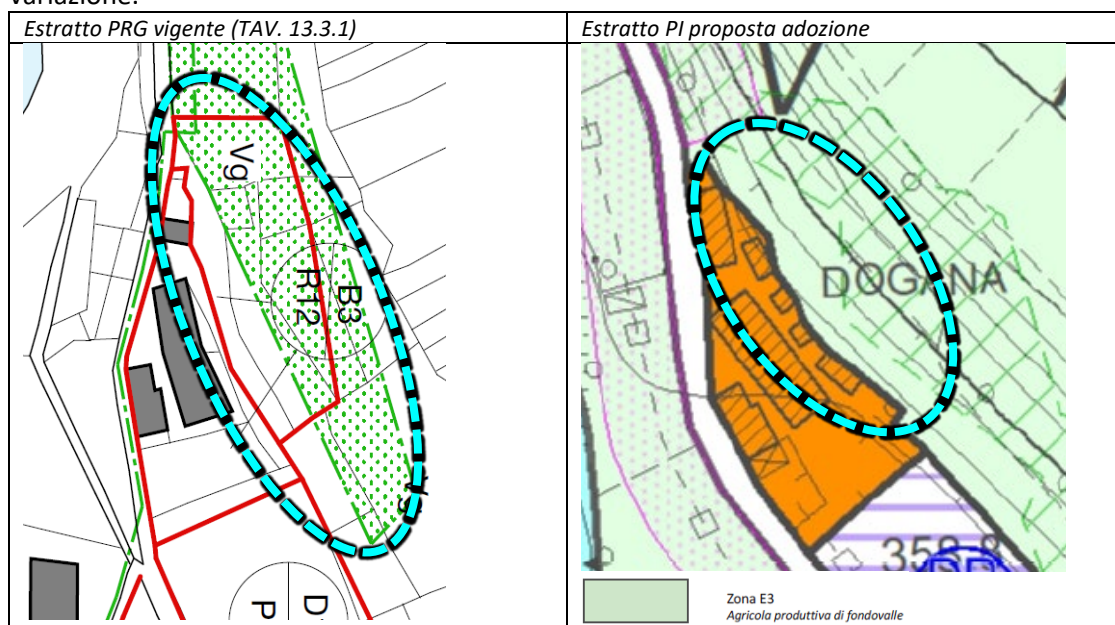 variazione.
Estratto PRG vigente (TAV. 13.3.1)
Estratto PI proposta adozione
Vg
B3
R12
DOGANA
Zona E3
Agricola produttiva di fondovalle